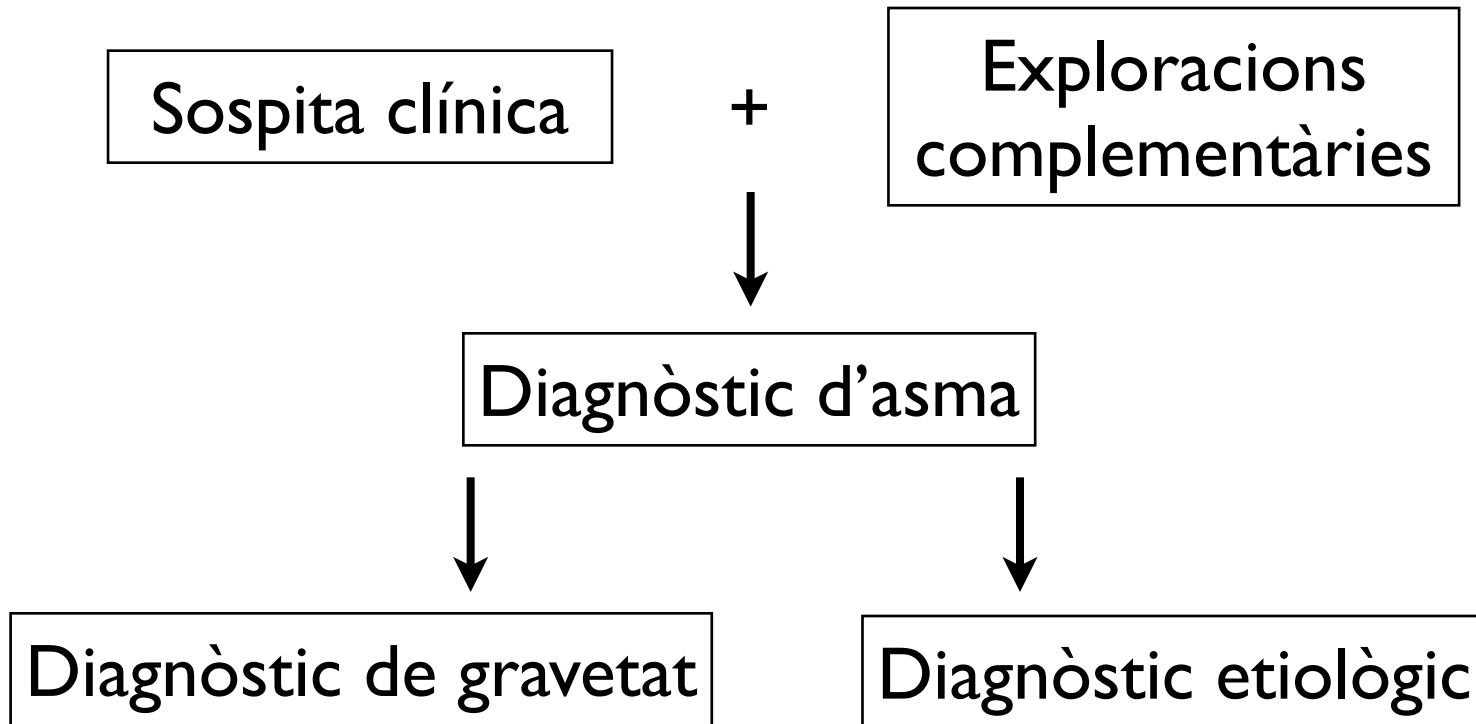 Sospita clínica
+
Exploracions
complementàries
Diagnòstic d’asma
Diagnòstic de gravetat
Diagnòstic etiològic